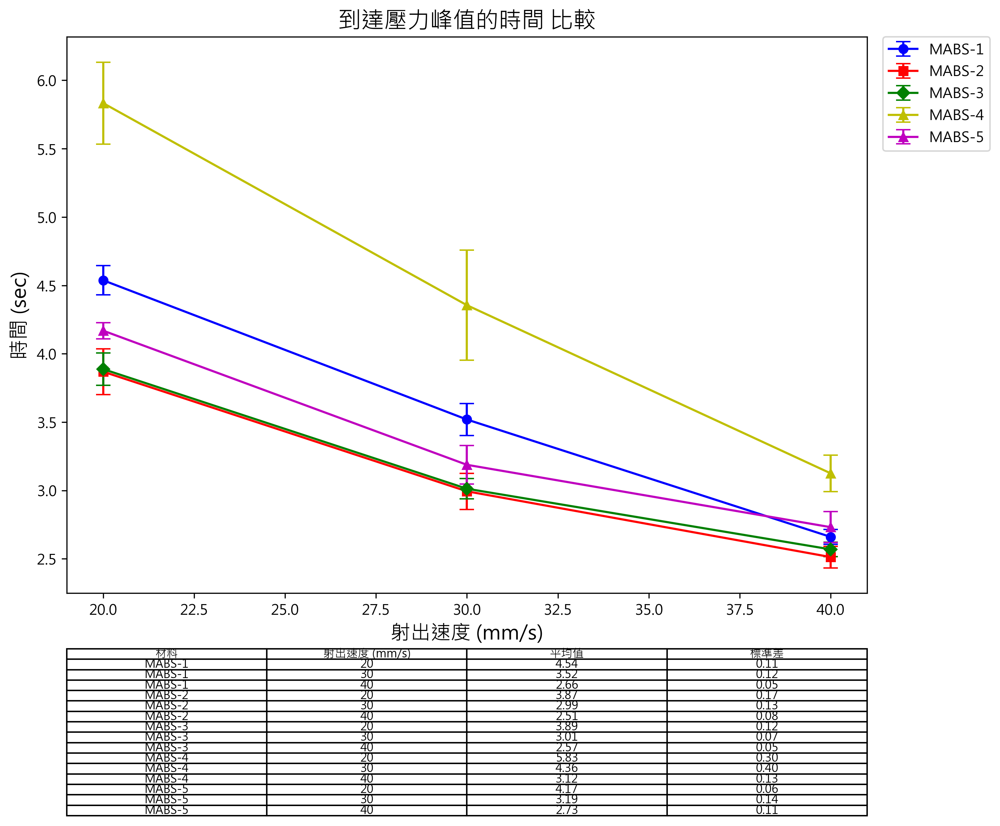 到達壓力峰值的時間 比較
MABS-1
MABS-2
MABS-3
MABS-4
MABS-5
時間 (sec)
6.0
5.5
5.0
4.5
4.0
3.5
3.0
2.5
20.0 22.5 25.0 27.5 30.0 32.5 35.0 37.5 40.0
射出速度 (mm/s)
材料 射出速度 (mm/s) 平均值 標準差
MABS-1 20 4.54 0.11
MABS-1 30 3.52 0.12
MABS-1 40 2.66 0.05
MABS-2 20 3.87 0.17
MABS-2 30 2.99 0.13
MABS-2 40 2.51 0.08
MABS-3 20 3.89 0.12
MABS-3 30 3.01 0.07
MABS-3 40 2.57 0.05
MABS-4 20 5.83 0.30
MABS-4 30 4.36 0.40
MABS-4 40 3.12 0.13
MABS-5 20 4.17 0.06
MABS-5 30 3.19 0.14
MABS-5 40 2.73 0.11